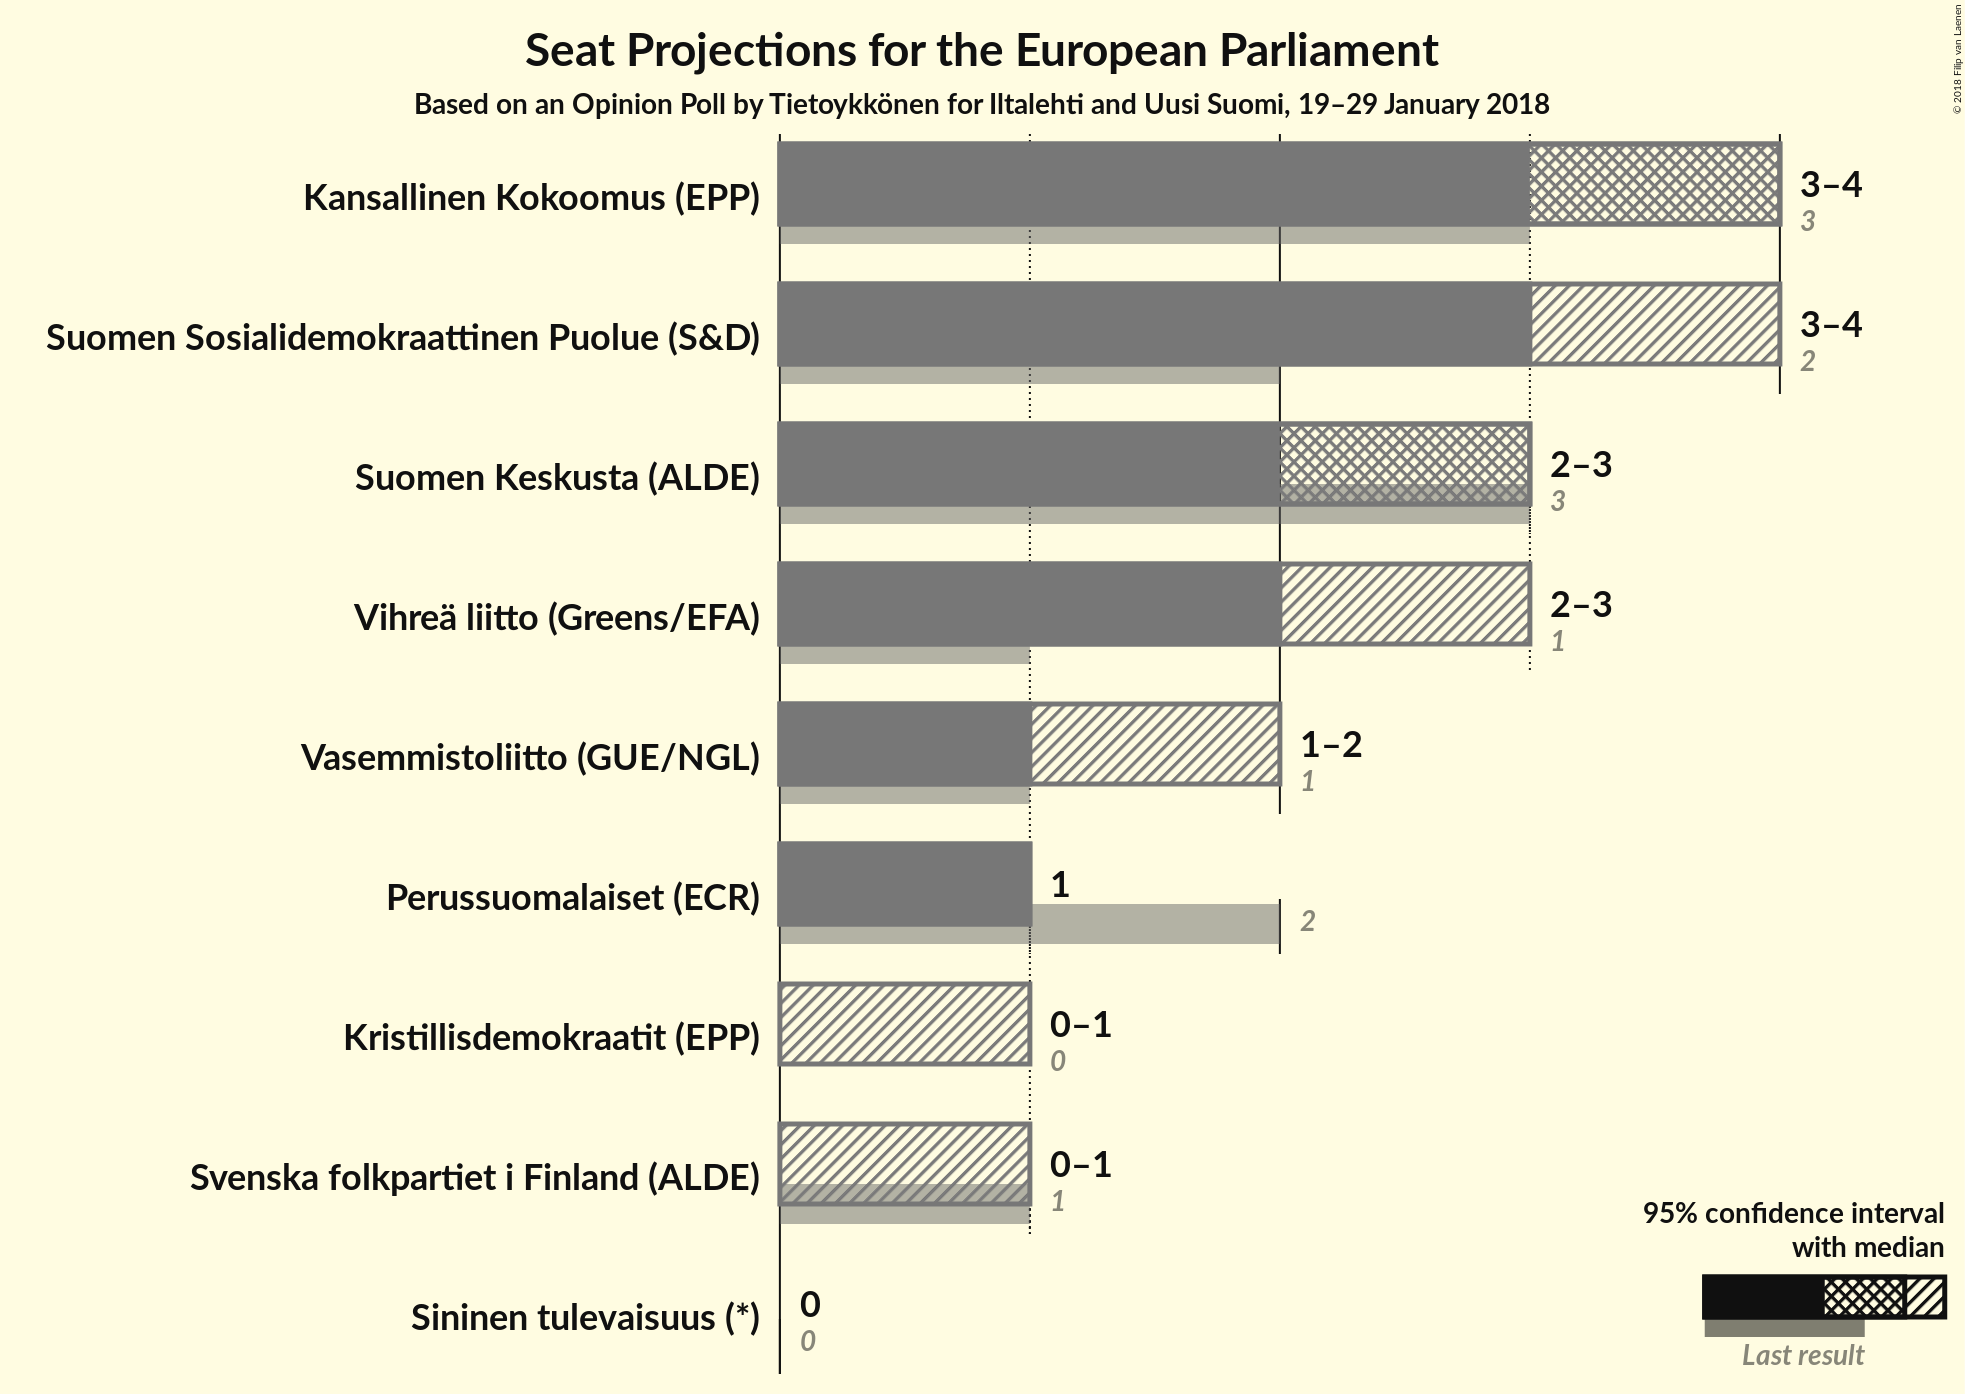 Seat Projections for the European Parliament
Based on an Opinion Poll by Tietoykkönen for Iltalehti and Uusi Suomi, 19–29 January 2018
© 2018 Filip van Laenen
Kansallinen Kokoomus (EPP)
3–4
3
Suomen Sosialidemokraattinen Puolue (S&D)
3–4
2
Suomen Keskusta (ALDE)
2–3
3
Vihreä liitto (Greens/EFA)
2–3
1
Vasemmistoliitto (GUE/NGL)
1–2
1
Perussuomalaiset (ECR)
1
2
Kristillisdemokraatit (EPP)
0–1
0
Svenska folkpartiet i Finland (ALDE)
0–1
1
Sininen tulevaisuus (*)
0
0
95% confidence interval
with median
Last result